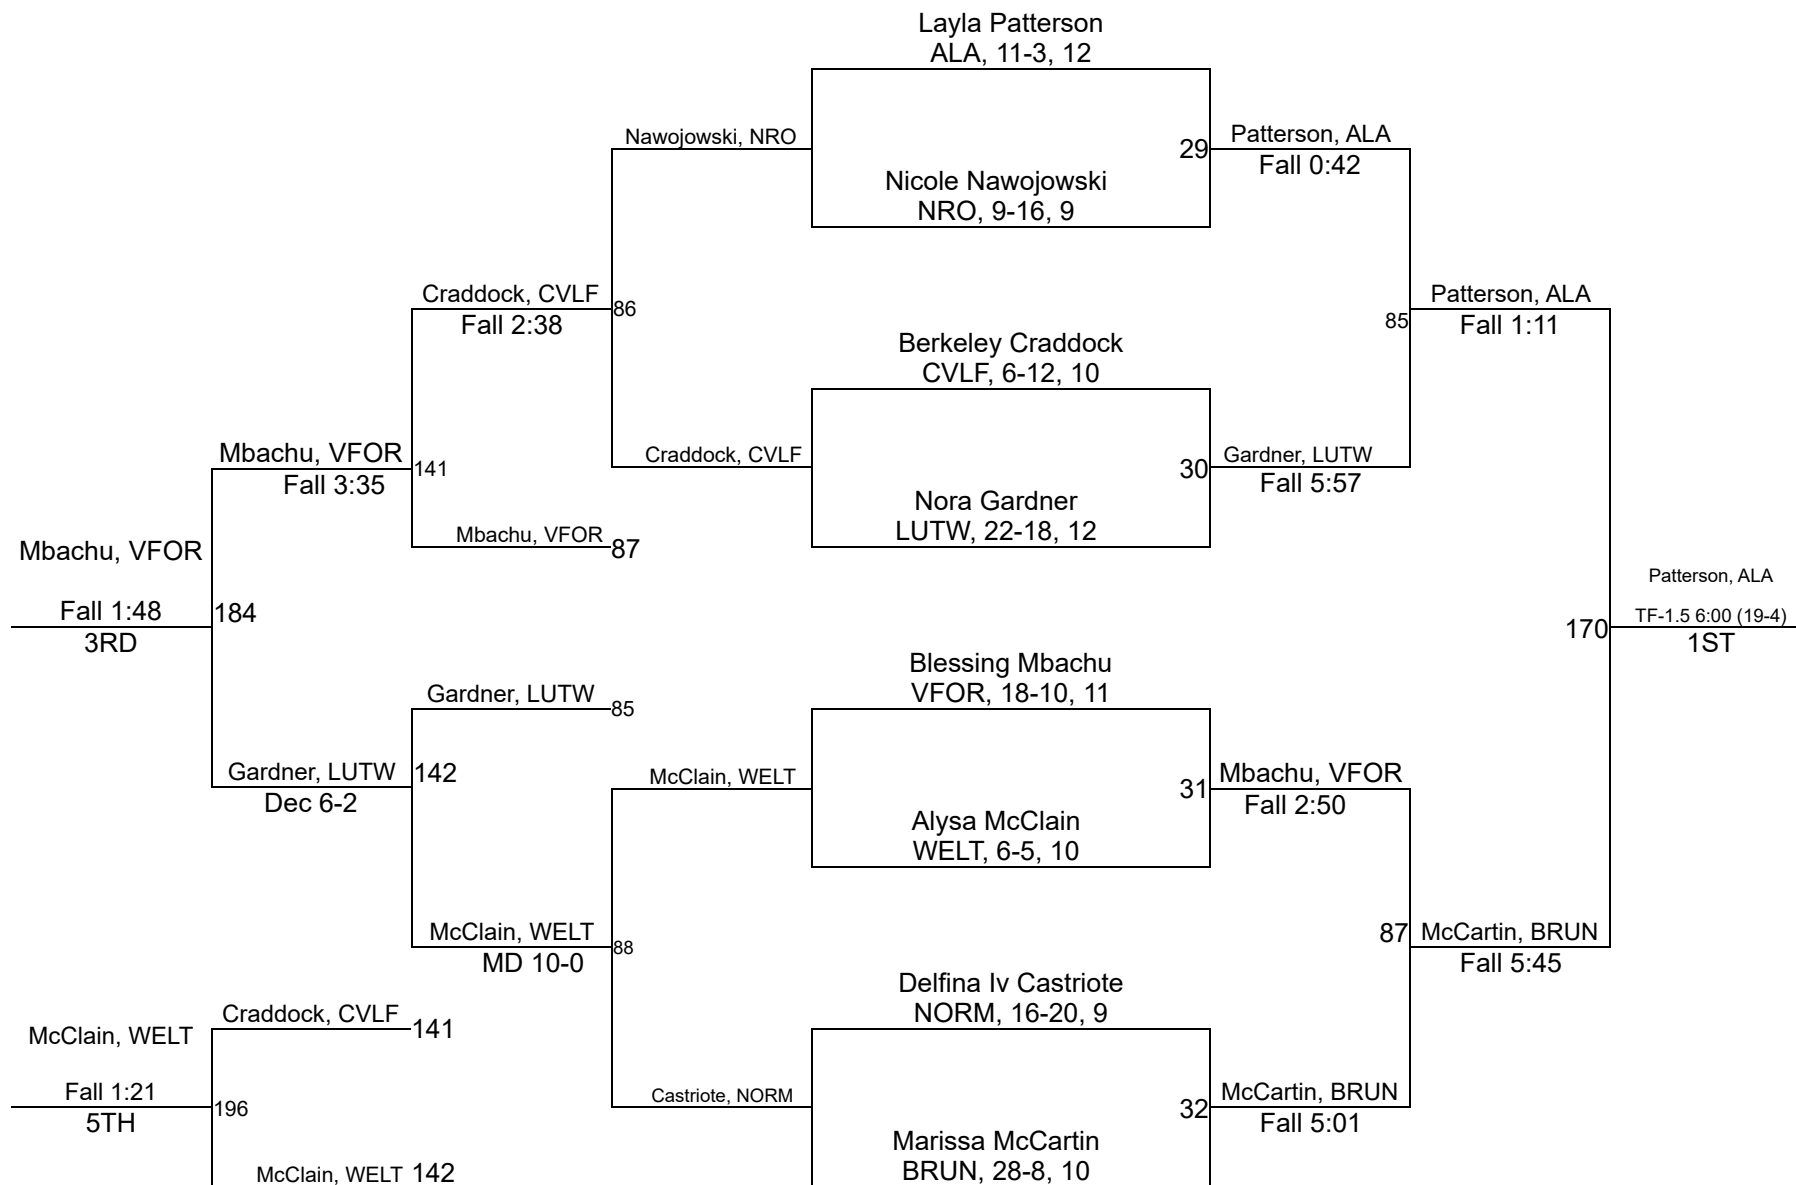 Layla Patterson
ALA, 11-3, 12
Nawojowski, NRO
29
Patterson, ALA
Fall 0:42
Nicole Nawojowski
NRO, 9-16, 9
Craddock, CVLF
Fall 2:38
86
85
Patterson, ALA
Fall 1:11
Berkeley Craddock
CVLF, 6-12, 10
Mbachu, VFOR
Fall 3:35
141
Craddock, CVLF
30
Gardner, LUTW
Fall 5:57
Nora Gardner
LUTW, 22-18, 12
Mbachu, VFOR
87
Mbachu, VFOR
Fall 1:48
3RD
184
Patterson, ALA
TF-1.5 6:00 (19-4)
1ST
170
Blessing Mbachu
VFOR, 18-10, 11
Gardner, LUTW
85
Gardner, LUTW
Dec 6-2
142
McClain, WELT
31
Mbachu, VFOR
Fall 2:50
Alysa McClain
WELT, 6-5, 10
McClain, WELT
MD 10-0
88
87
McCartin, BRUN
Fall 5:45
Delfina Iv Castriote
NORM, 16-20, 9
Craddock, CVLF
141
McClain, WELT
Fall 1:21
5TH
196
Castriote, NORM
32
McCartin, BRUN
Fall 5:01
Marissa McCartin
BRUN, 28-8, 10
McClain, WELT
142